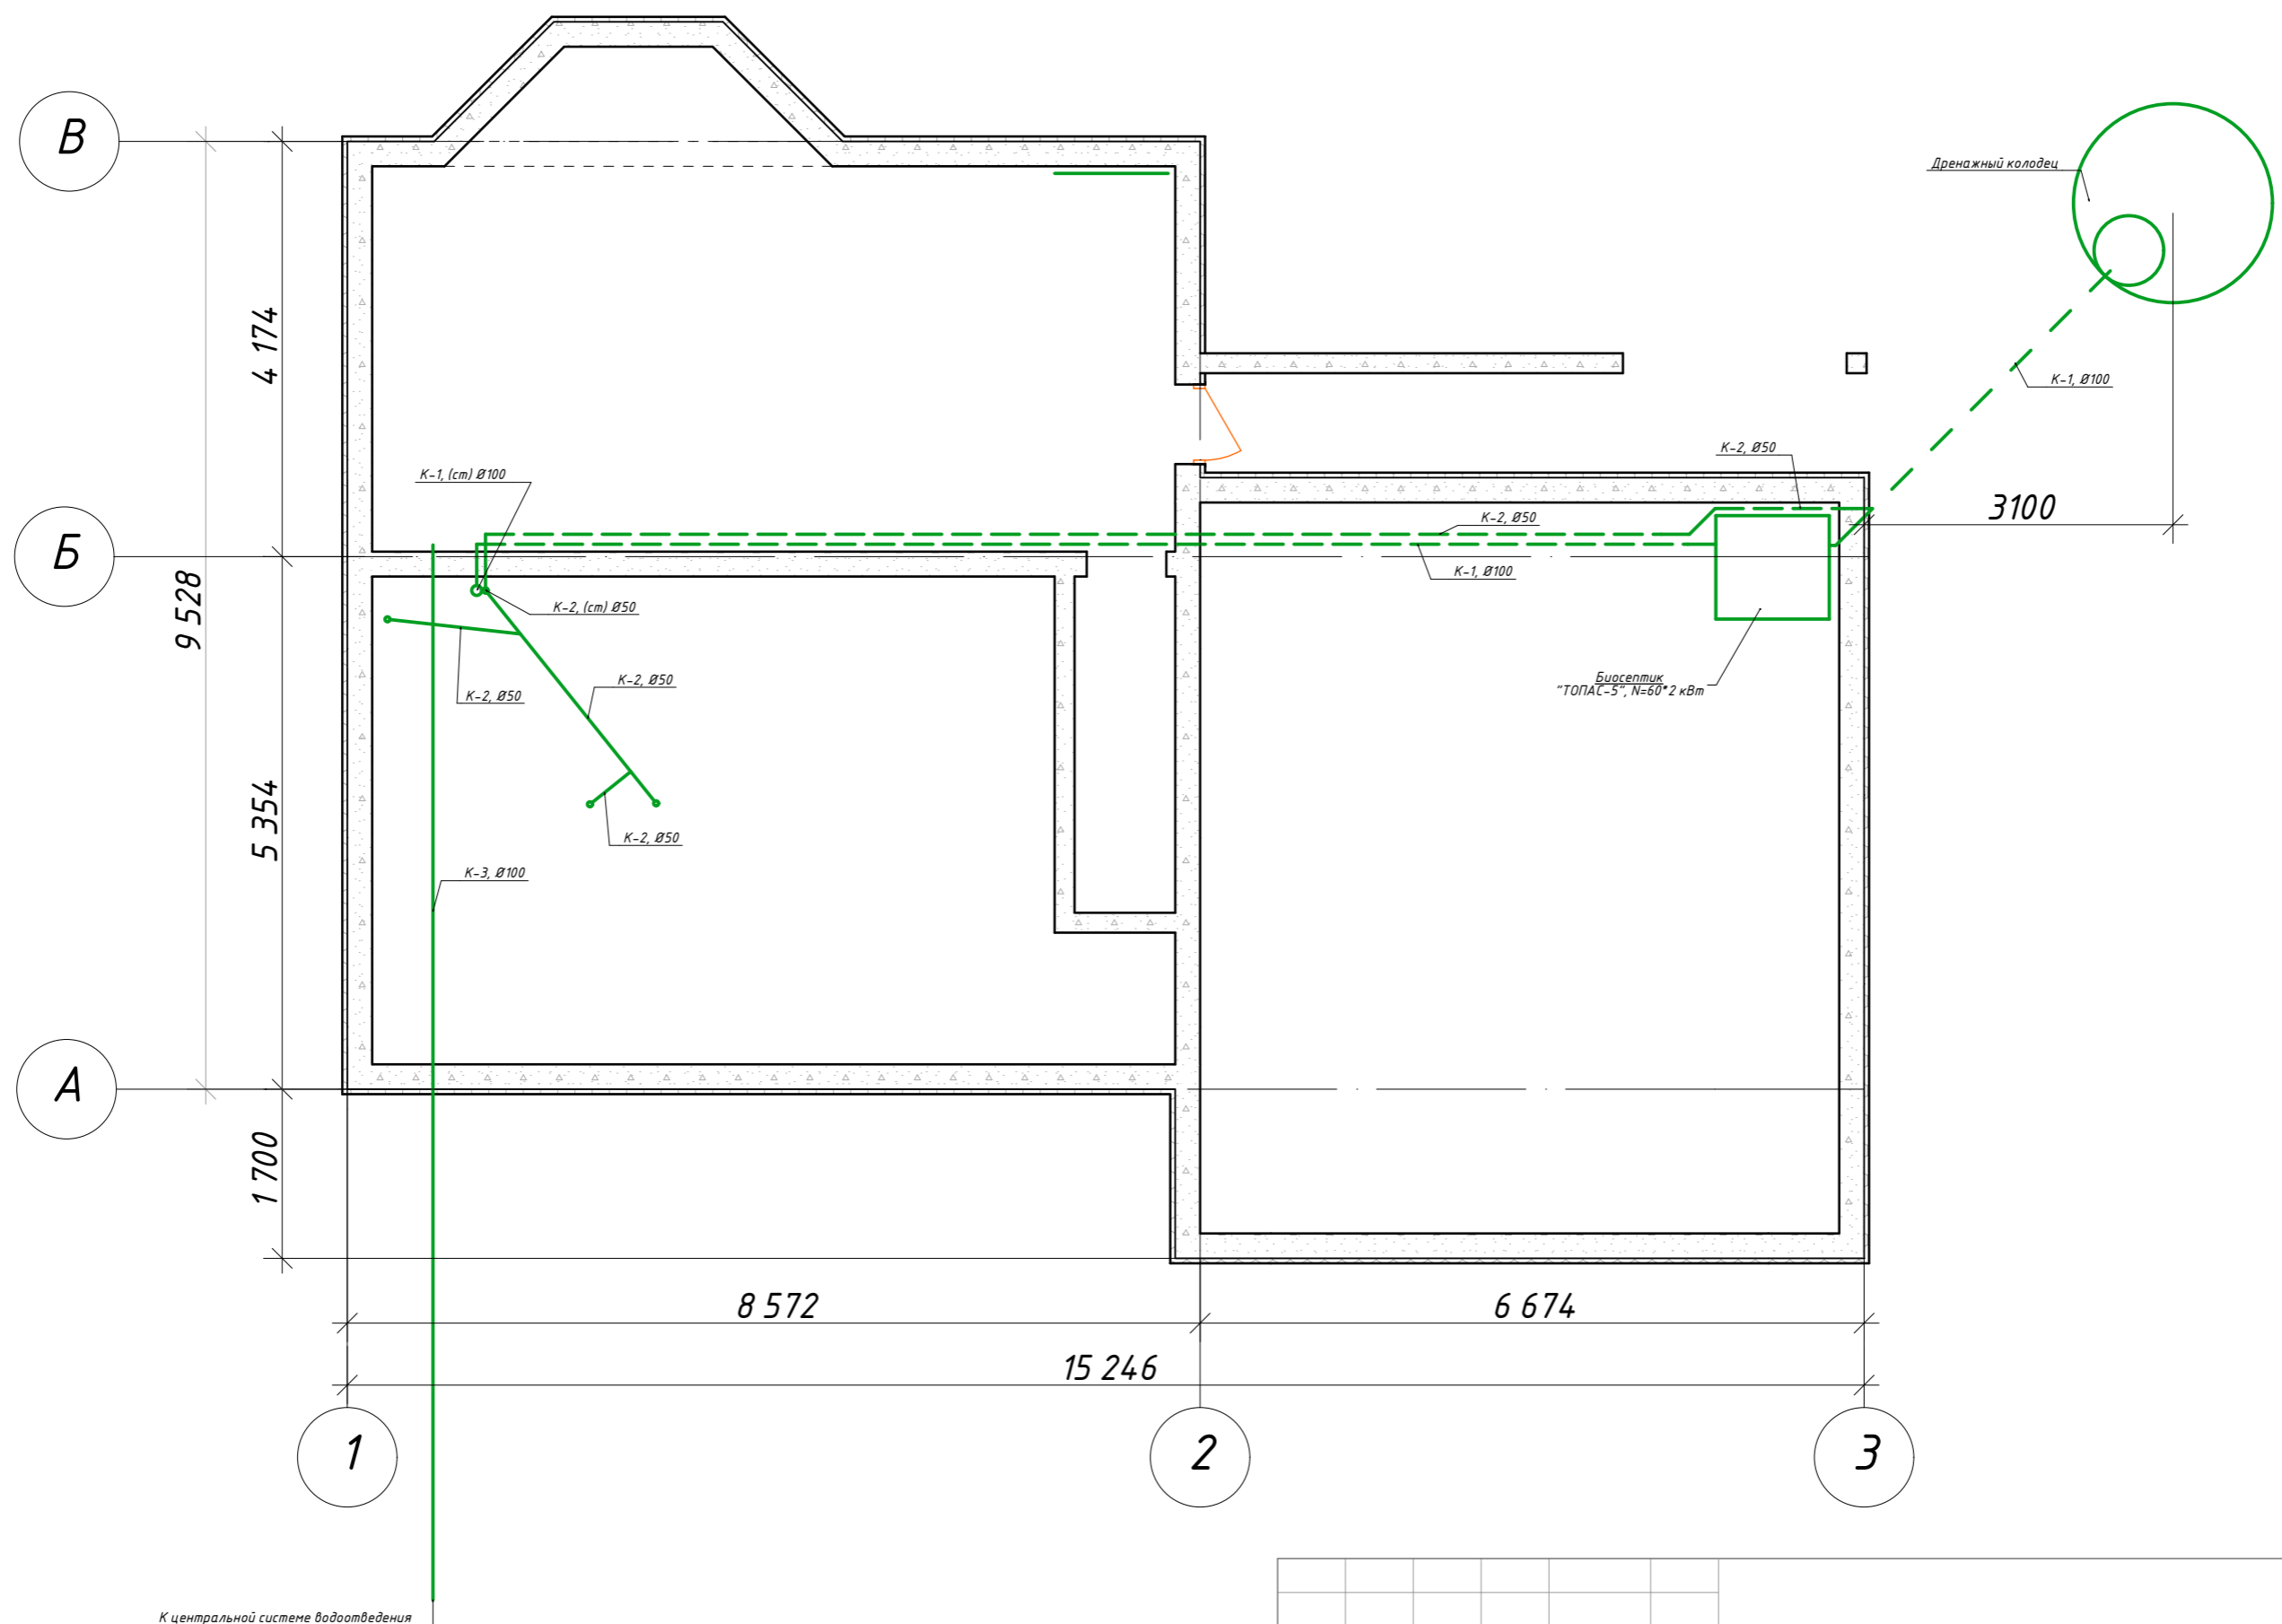 В
Дренажный колодец
4 174
К-1, Ø100
К-2, Ø50
К-1, (ст) Ø100
3100
К-2, Ø50
Б
К-1, Ø100
9 528
К-2, (ст) Ø50
К-2, Ø50
К-2, Ø50
Биосептик
"ТОПАС-5", N=60*2 кВт
5 354
К-2, Ø50
К-3, Ø100
А
1 700
8 572
6 674
15 246
1
2
3
К центральной системе водоотведения